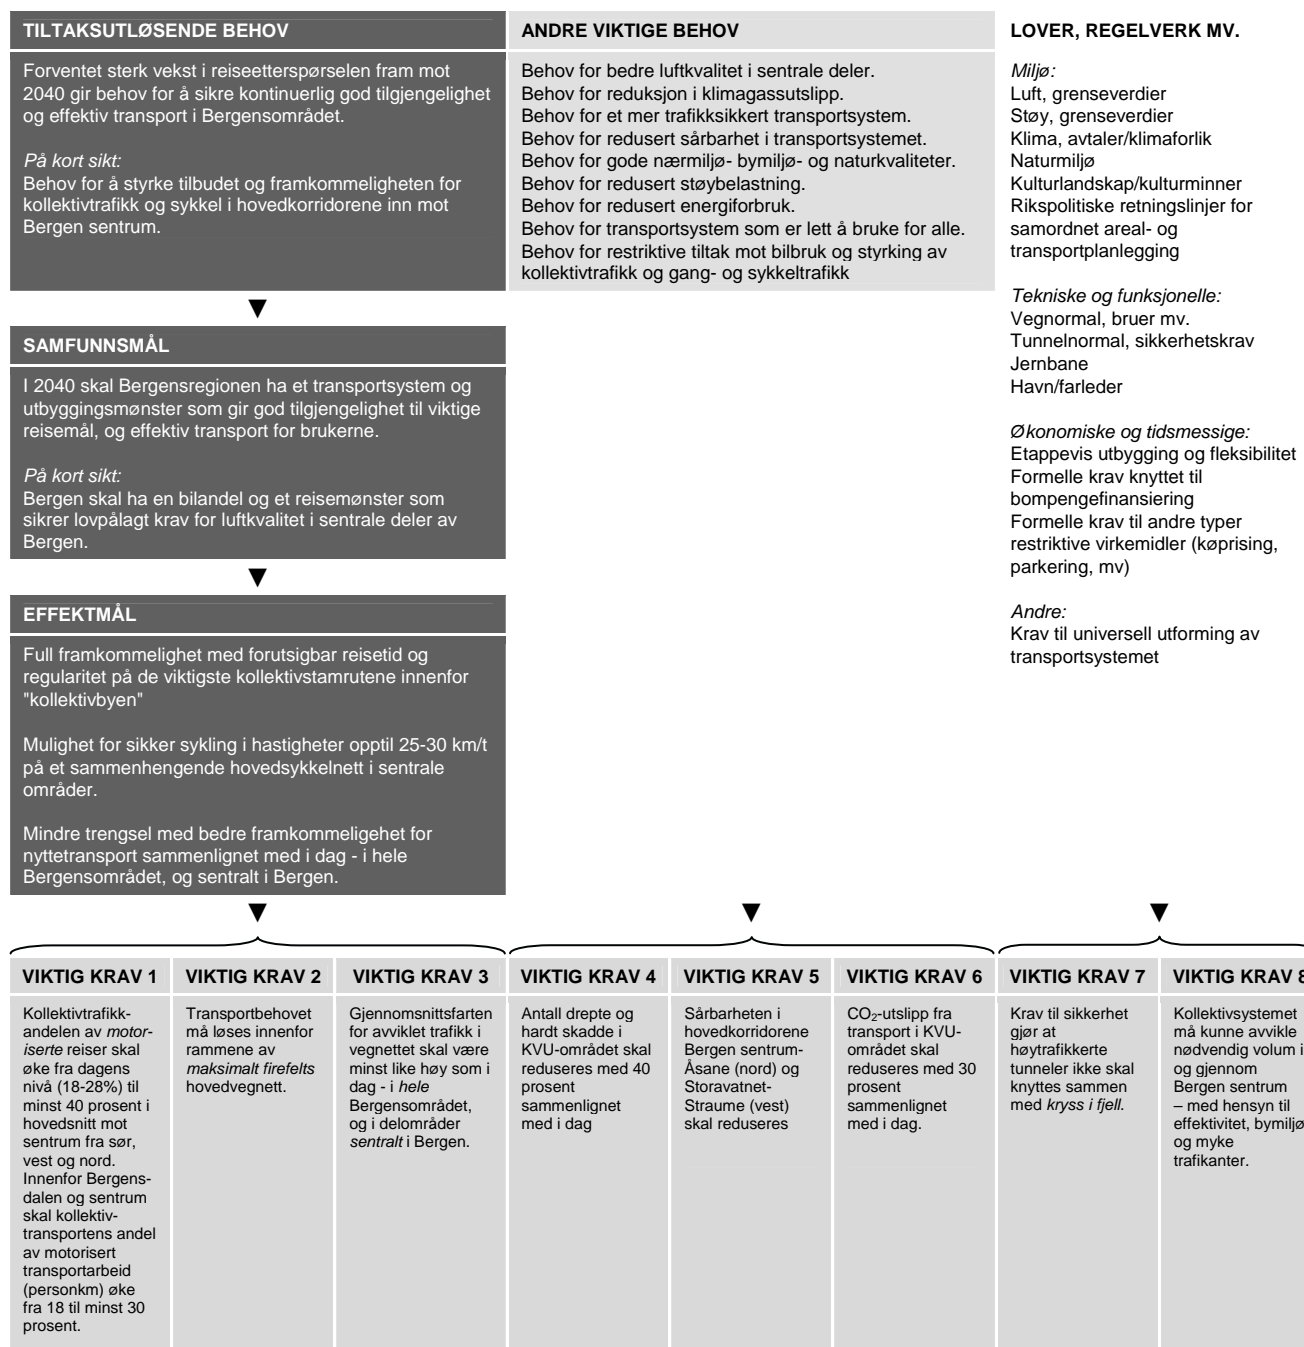 TILTAKSUTLØSENDE BEHOV
Forventet sterk vekst i reiseetterspørselen fram mot
2040 gir behov for å sikre kontinuerlig god tilgjengelighet
og effektiv transport i Bergensområdet.
På kort sikt:
Behov for å styrke tilbudet og framkommeligheten for
kollektivtrafikk og sykkel i hovedkorridorene inn mot
Bergen sentrum.
ANDRE VIKTIGE BEHOV
Behov for bedre luftkvalitet i sentrale deler.
Behov for reduksjon i klimagassutslipp.
Behov for et mer trafikksikkert transportsystem.
Behov for redusert sårbarhet i transportsystemet.
Behov for gode nærmiljø- bymiljø- og naturkvaliteter.
Behov for redusert støybelastning.
Behov for redusert energiforbruk.
Behov for transportsystem som er lett å bruke for alle.
Behov for restriktive tiltak mot bilbruk og styrking av
kollektivtrafikk og gang- og sykkeltrafikk
LOVER, REGELVERK MV.
Miljø:
Luft, grenseverdier
Støy, grenseverdier
Klima, avtaler/klimaforlik
Naturmiljø
Kulturlandskap/kulturminner
Rikspolitiske retningslinjer for
samordnet areal- og
transportplanlegging
Tekniske og funksjonelle:
Vegnormal, bruer mv.
Tunnelnormal, sikkerhetskrav
Jernbane
Havn/farleder
Økonomiske og tidsmessige:
Etappevis utbygging og fleksibilitet
Formelle krav knyttet til
bompengefinansiering
Formelle krav til andre typer
restriktive virkemidler (køprising,
parkering, mv)
Andre:
Krav til universell utforming av
transportsystemet
SAMFUNNSMÅL
I 2040 skal Bergensregionen ha et transportsystem og
utbyggingsmønster som gir god tilgjengelighet til viktige
reisemål, og effektiv transport for brukerne.
På kort sikt:
Bergen skal ha en bilandel og et reisemønster som
sikrer lovpålagt krav for luftkvalitet i sentrale deler av
Bergen.
EFFEKTMÅL
Full framkommelighet med forutsigbar reisetid og
regularitet på de viktigste kollektivstamrutene innenfor
"kollektivbyen"
Mulighet for sikker sykling i hastigheter opptil 25-30 km/t
på et sammenhengende hovedsykkelnett i sentrale
områder.
Mindre trengsel med bedre framkommeligehet for
nyttetransport sammenlignet med i dag - i hele
Bergensområdet, og sentralt i Bergen.
VIKTIG KRAV 1
Kollektivtrafikk-
andelen av motor-
iserte reiser skal
øke fra dagens
nivå (18-28%) til
minst 40 prosent i
hovedsnitt mot
sentrum fra sør,
vest og nord.
Innenfor Bergens-
dalen og sentrum
skal kollektiv-
transportens andel
av motorisert
transportarbeid
(personkm) øke
fra 18 til minst 30
prosent.
VIKTIG KRAV 2
Transportbehovet
må løses innenfor
rammene av
maksimalt firefelts
hovedvegnett.
VIKTIG KRAV 3
Gjennomsnittsfarten
for avviklet trafikk i
vegnettet skal være
minst like høy som i
dag - i hele
Bergensområdet,
og i delområder
sentralt i Bergen.
VIKTIG KRAV 4
Antall drepte og
hardt skadde i
KVU-området skal
reduseres med 40
prosent
sammenlignet
med i dag
VIKTIG KRAV 5
Sårbarheten i
hovedkorridorene
Bergen sentrum-
Åsane (nord) og
Storavatnet-
Straume (vest)
skal reduseres
VIKTIG KRAV 6
CO₂-utslipp fra
transport i KVU-
området skal
reduseres med 30
prosent
sammenlignet
med i dag.
VIKTIG KRAV 7
Krav til sikkerhet
gjør at
høytrafikkerte
tunneler ikke skal
knyttes sammen
med kryss i fjell.
VIKTIG KRAV 8
Kollektivsystemet
må kunne avvikle
nødvendig volum i
og gjennom
Bergen sentrum
– med hensyn til
effektivitet, bymiljø
og myke
trafikanter.